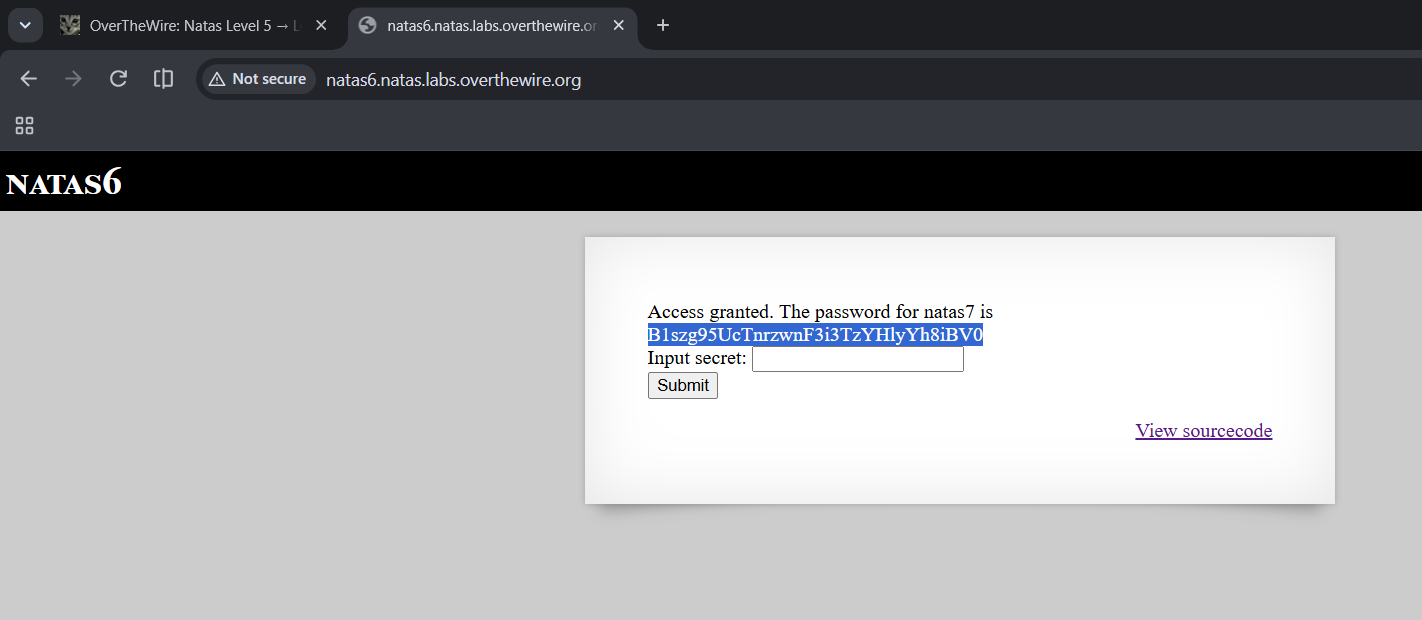 OverTheWire: Natas Level 5 → L
natas6.natas.labs.overthewire.or
Not secure
natas6.natas.labs.overthewire.org
NATAS6
Access granted. The password for natas7 is
B1szg95UcTnrzwnF3i3TzYHlyYh8iBV0
Input secret:
Submit
View sourcecode